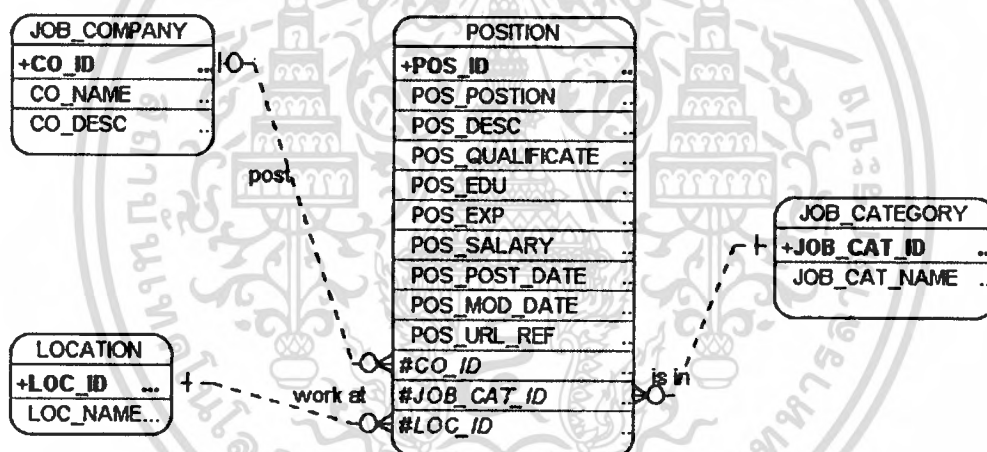 JOB_COMPANY
+CO_ID ...
CO_NAME ..
CO_DESC ..
post
POSITION
+POS_ID ..
POS_POSTION ..
POS_DESC ..
POS_QUALIFICATE ..
POS_EDU ..
POS_EXP ..
POS_SALARY ..
POS_POST_DATE ..
POS_MOD_DATE ..
POS_URL_REF ..
#CO_ID ..
#JOB_CAT_ID ..
#LOC_ID ..
JOB_CATEGORY
+JOB_CAT_ID ...
JOB_CAT_NAME ..
is in
LOCATION
+LOC_ID ...
LOC_NAME...
work at